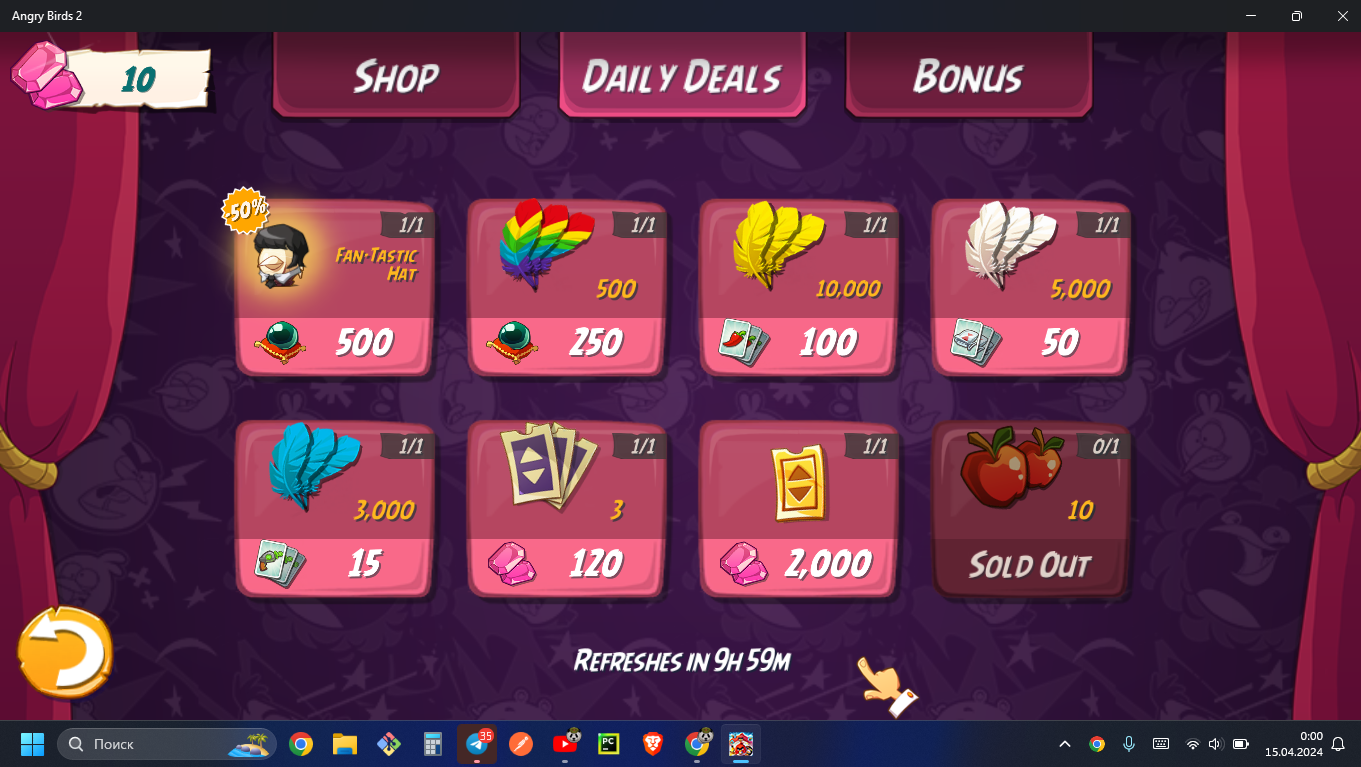 Angry Birds 2
10
SHOP
DAILY DEALS
BONUS
-50%
1/1
FAN-TASTIC
HAT
500
1/1
500
250
1/1
10,000
100
1/1
5,000
50
1/1
3,000
15
1/1
3
120
1/1
2,000
0/1
10
SOLD OUT
REFRESHES IN 9H 59M
Поиск
35
PC
0:00
15.04.2024